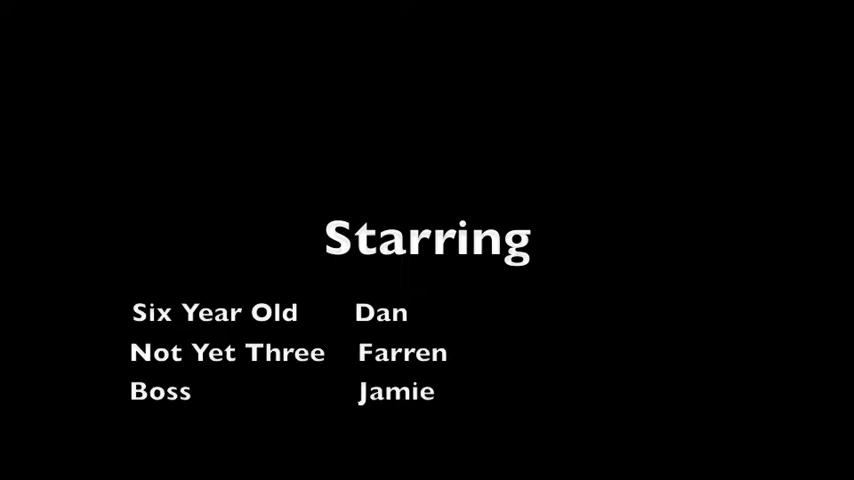 Starring
Six Year Old Dan
Not Yet Three Farren
Boss Jamie